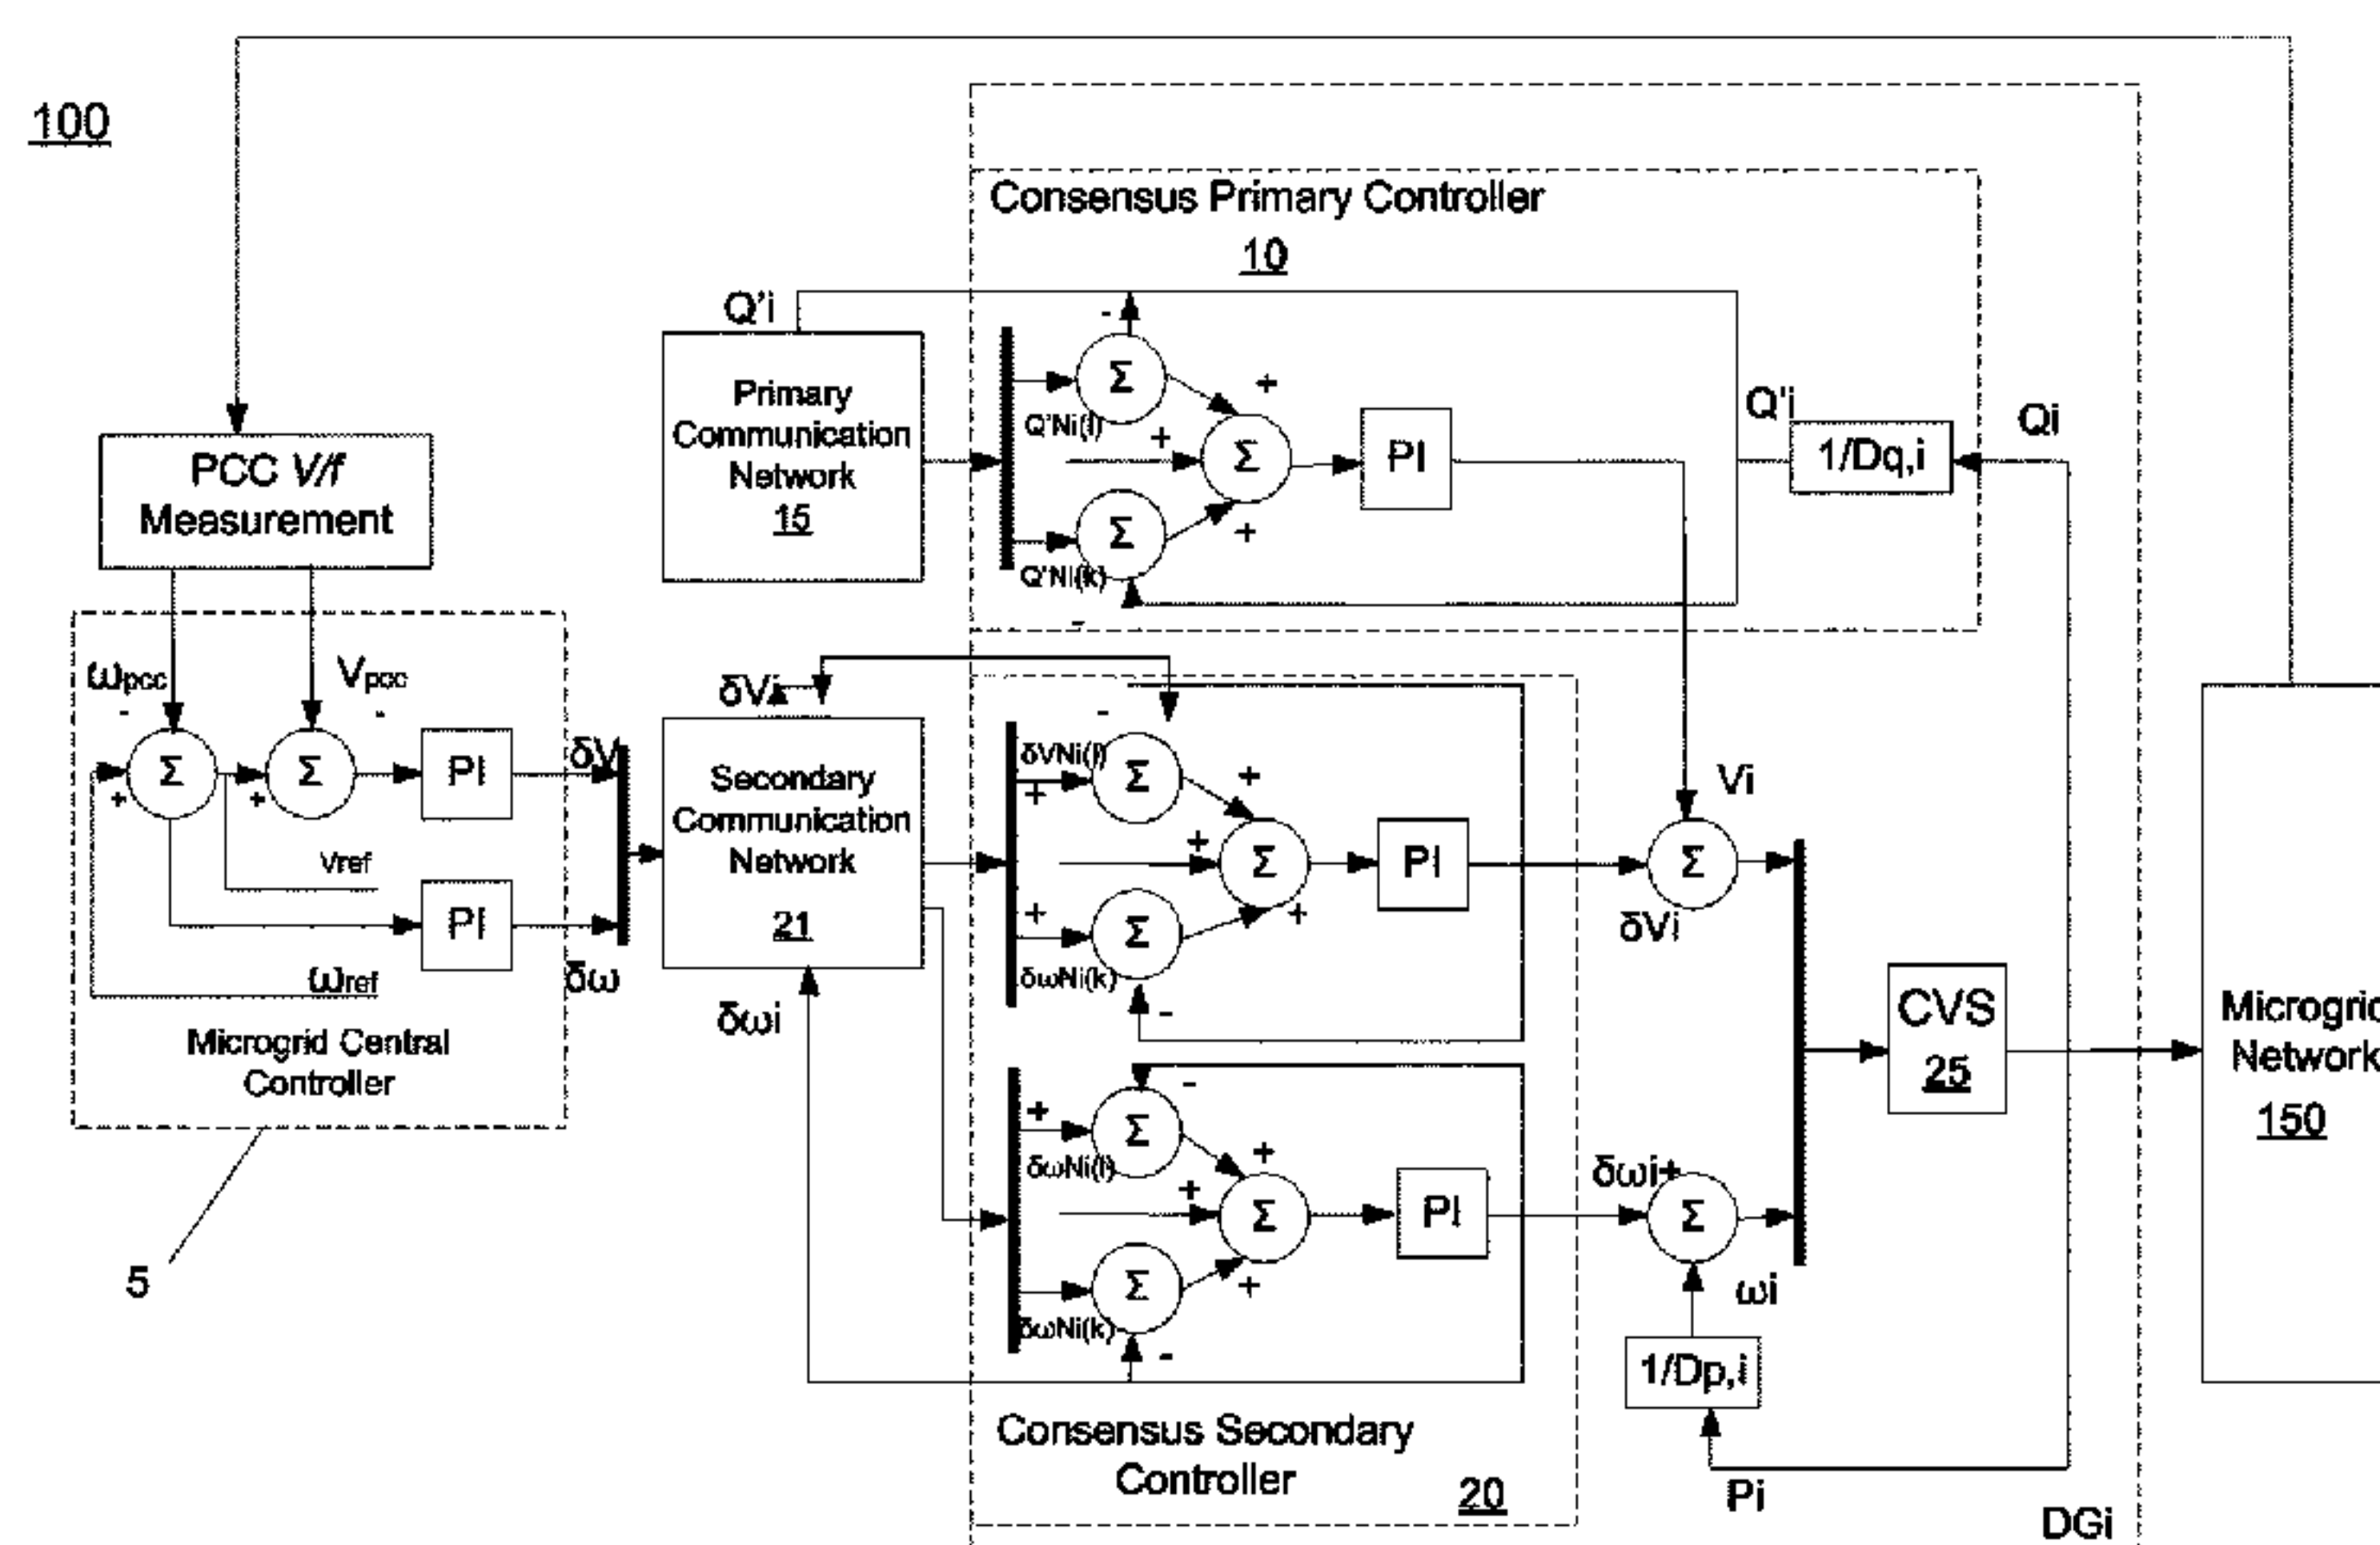 100
Consensus Primary Controller
10
Q'i
Primary
Communication
Network
15
-
Σ
Q'Ni(l)
+
+
Σ
+
Σ
Q'Ni(k)
-
PI
Q'i
1/Dq,i
Qi
PCC V/f
Measurement
ωpcc
-
Vpcc
-
Σ
+
Σ
+
PI
δV
Vref
PI
δω
ωref
Microgrid Central
Controller
5
δVi
Secondary
Communication
Network
21
δωi
-
δVNi(l)
+
Σ
+
+
Σ
+
+
Σ
δωNi(k)
-
PI
Vi
Σ
δVi
-
+
Σ
δωNi(l)
+
+
Σ
+
Σ
δωNi(k)
-
PI
δωi+
Σ
ωi
1/Dp,i
Pi
CVS
25
Microgrid
Network
150
Consensus Secondary
Controller
20
DGi